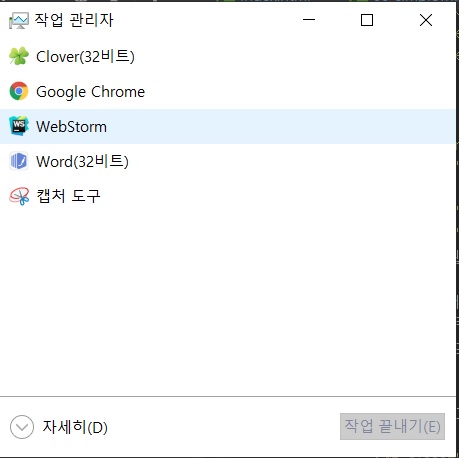 작업 관리자
Clover(32비트)
Google Chrome
WebStorm
Word(32비트)
캡처 도구
자세히(D)
작업 끝내기(E)